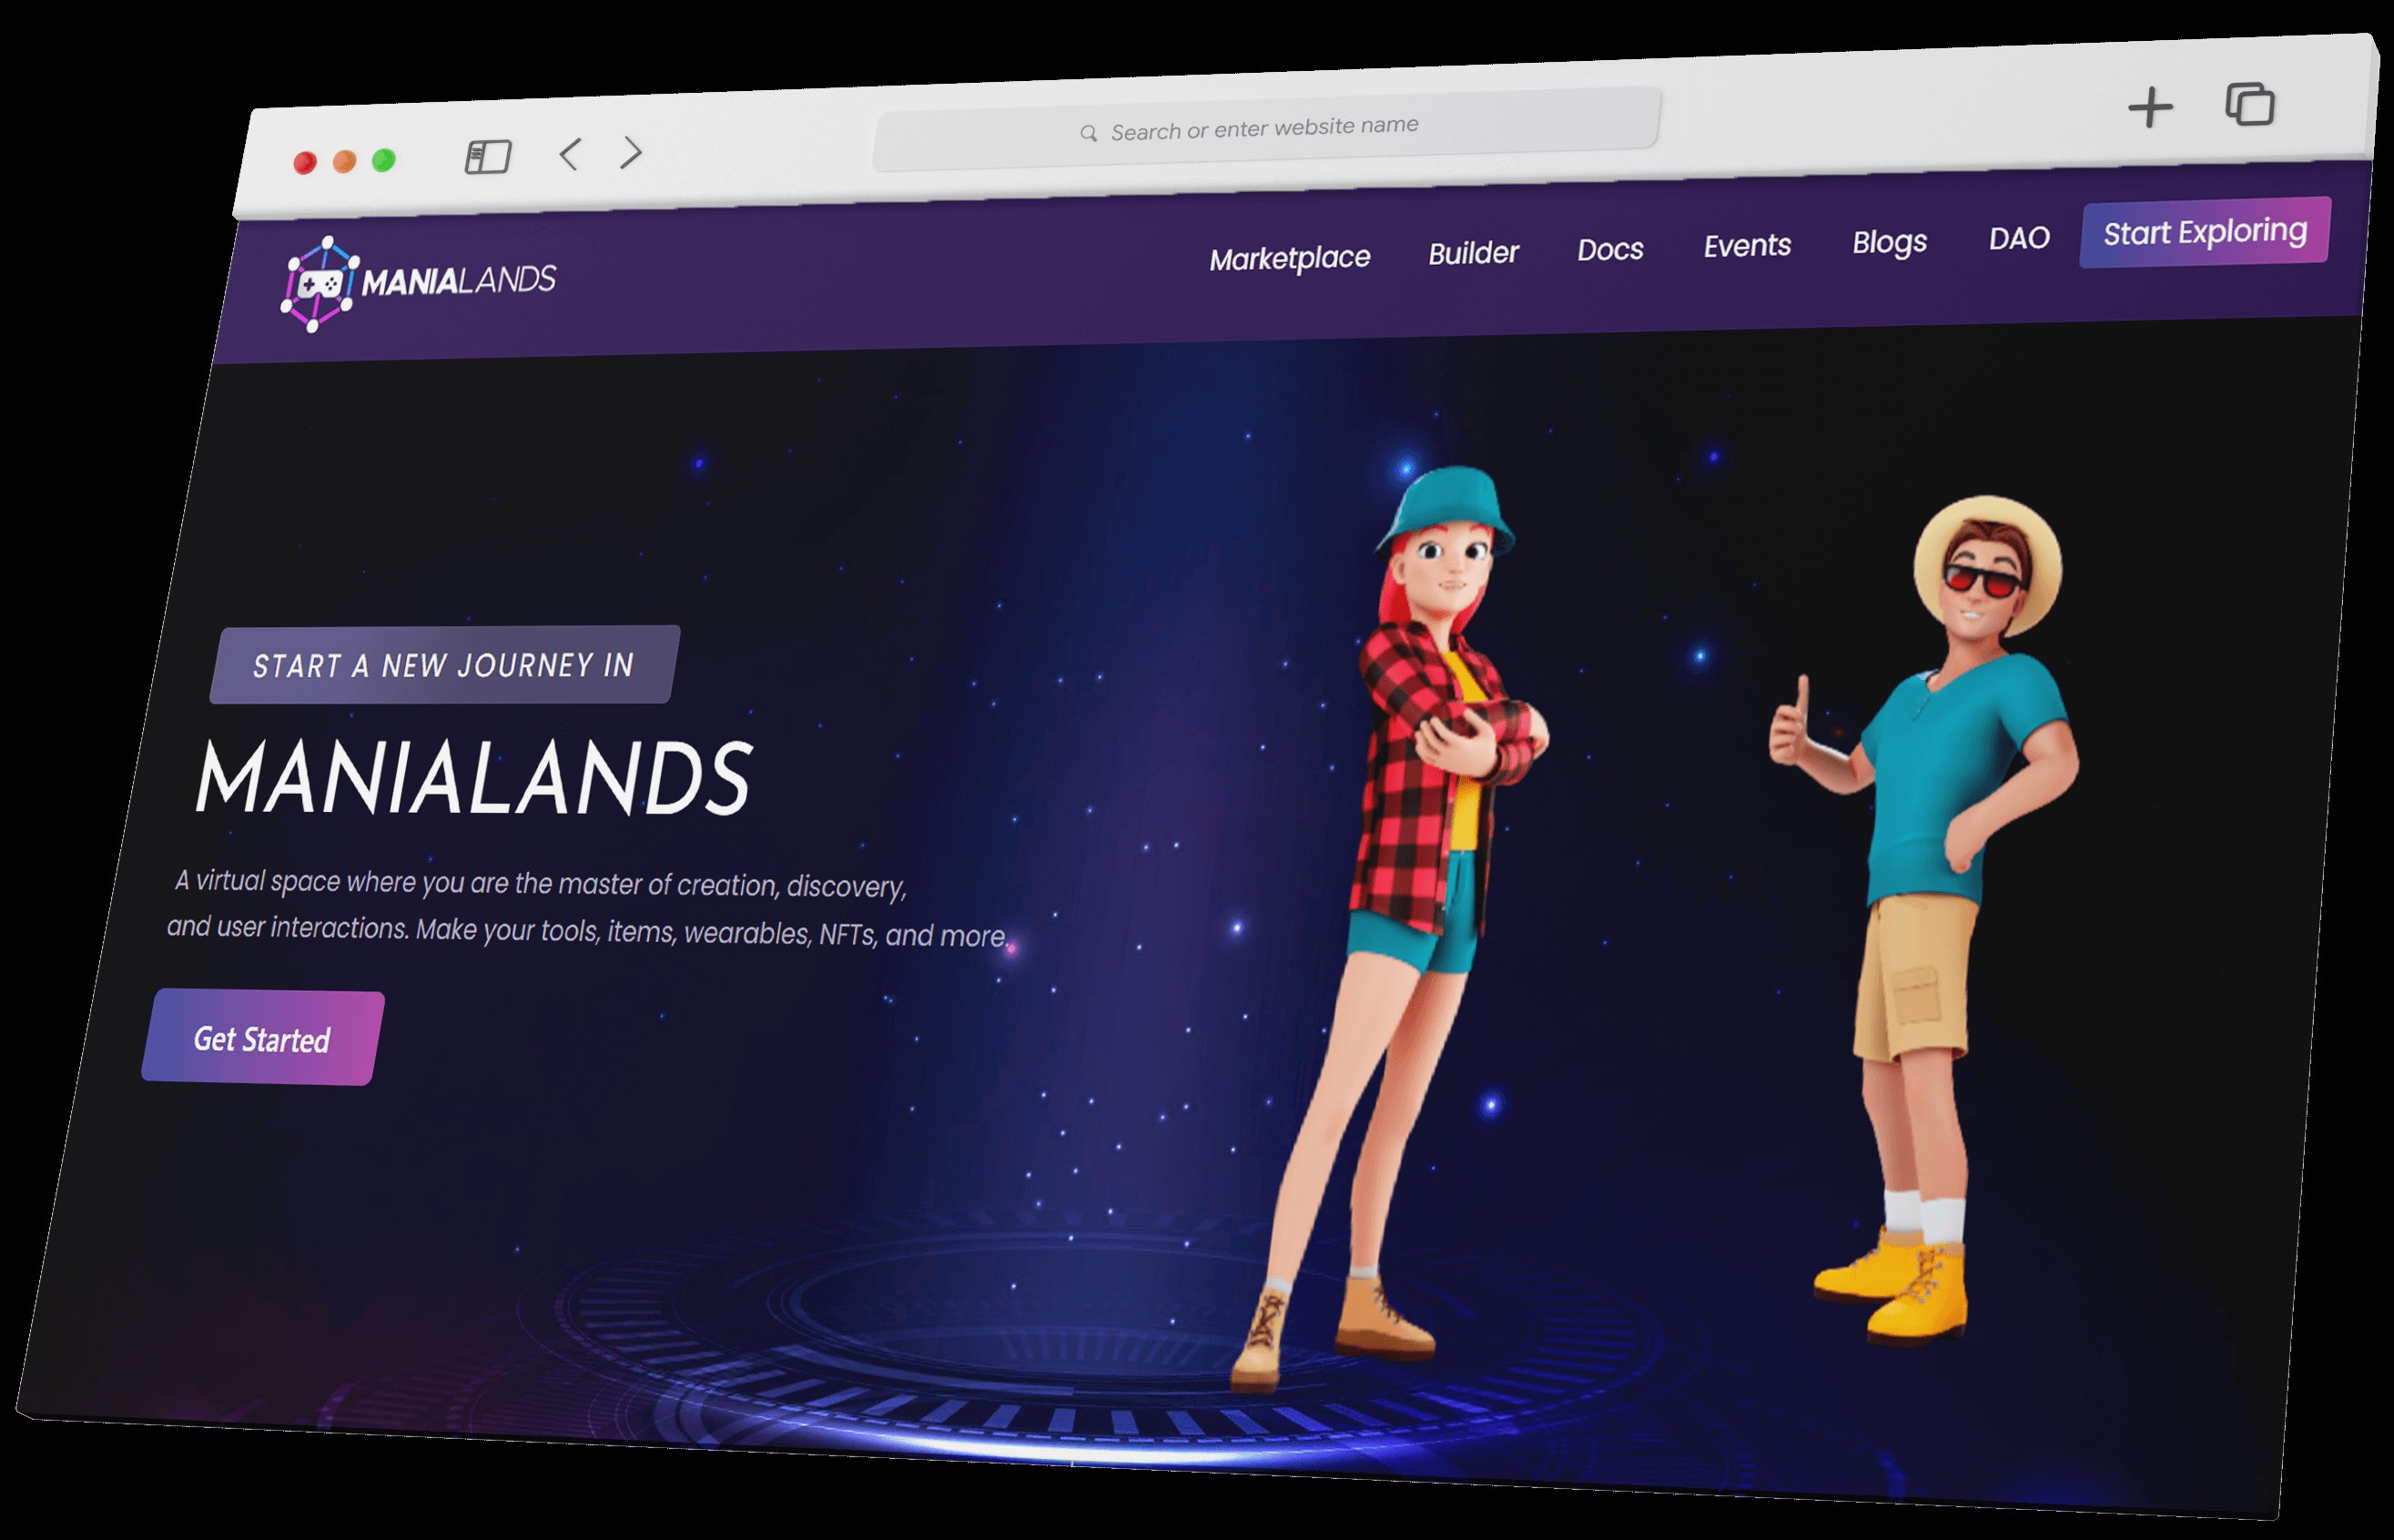 Search or enter website name
MANIALANDS
Marketplace
Builder
Docs
Events
Blogs
DAO
Start Exploring
START A NEW JOURNEY IN
MANIALANDS
A virtual space where you are the master of creation, discovery,
and user interactions. Make your tools, items, wearables, NFTs, and more.
Get Started